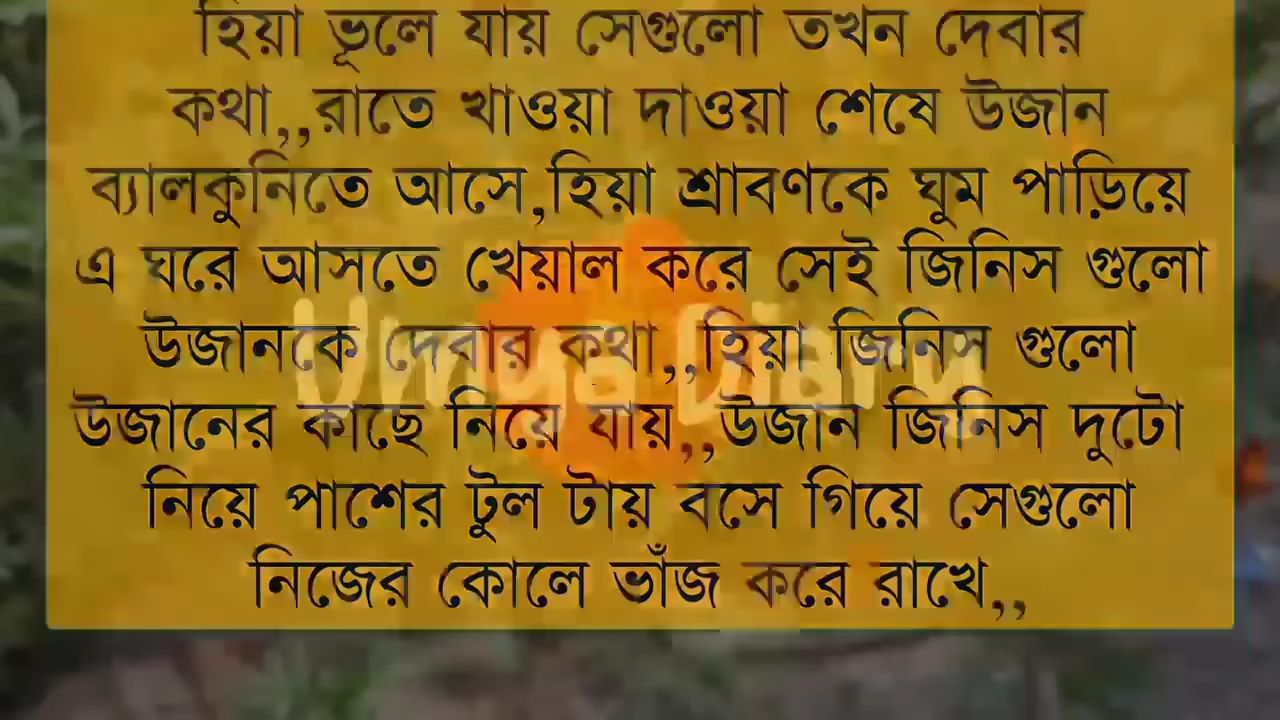 হিয়া ভূলে যায় সেগুলো তখন দেবার
কথা,,রাতে খাওয়া দাওয়া শেষে উজান
ব্যালকুনিতে আসে,হিয়া শ্রাবণকে ঘুম পাড়িয়ে
এ ঘরে আসতে খেয়াল করে সেই জিনিস গুলো
উজানকে দেবার কথা,,হিয়া জিনিস গুলো
উজানের কাছে নিয়ে যায়,,উজান জিনিস দুটো
নিয়ে পাশের টুল টায় বসে গিয়ে সেগুলো
নিজের কোলে ভাঁজ করে রাখে,,